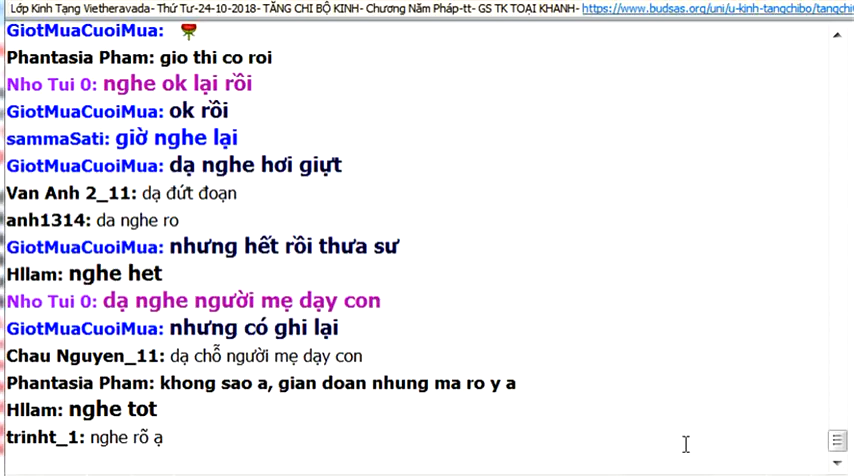 Lớp Kinh Tạng Vietheravada- Thứ Tư-24-10-2018- TĂNG CHI BỘ KINH- Chương Năm Pháp-tt- GS TK TOẠI KHANH- https://www.budsas.org/uni/u-kinh-tangchibo/tangchi
GiotMuaCuoiMua:
Phantasia Pham: gio thi co roi
Nho Tui 0: nghe ok lại rồi
GiotMuaCuoiMua: ok rồi
sammaSati: giờ nghe lại
GiotMuaCuoiMua: dạ nghe hơi giựt
Van Anh 2_11: dạ đứt đoạn
anh1314: da nghe ro
GiotMuaCuoiMua: nhưng hết rồi thưa sư
Hllam: nghe het
Nho Tui 0: dạ nghe người mẹ dạy con
GiotMuaCuoiMua: nhưng có ghi lại
Chau Nguyen_11: dạ chỗ người mẹ dạy con
Phantasia Pham: khong sao a, gian doan nhung ma ro y a
Hllam: nghe tot
trinht_1: nghe rõ ạ